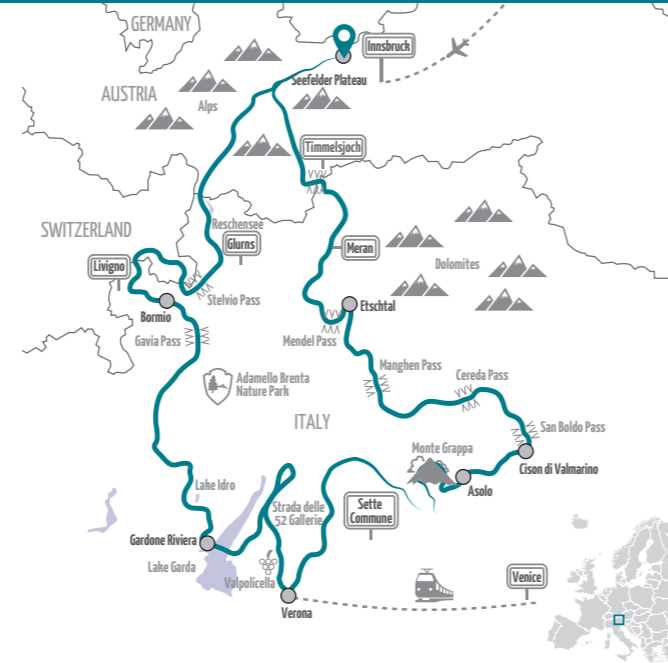 GERMANY
Innsbruck
Seefelder Plateau
AUSTRIA
Alps
Timmelsjoch
SWITZERLAND
Reschensee
Glurns
Meran
Livigno
Dolomites
Stelvio Pass
Bormio
Etschtal
Gavia Pass
Mendel Pass
Manghen Pass
Cereda Pass
Adamello Brenta
Nature Park
ITALY
San Boldo Pass
Monte Grappa
Cison di Valmarino
Lake Idro
Asolo
Strada delle
52 Gallerie
Sette
Commune
Gardone Riviera
Lake Garda
Valpolicella
Venice
Verona